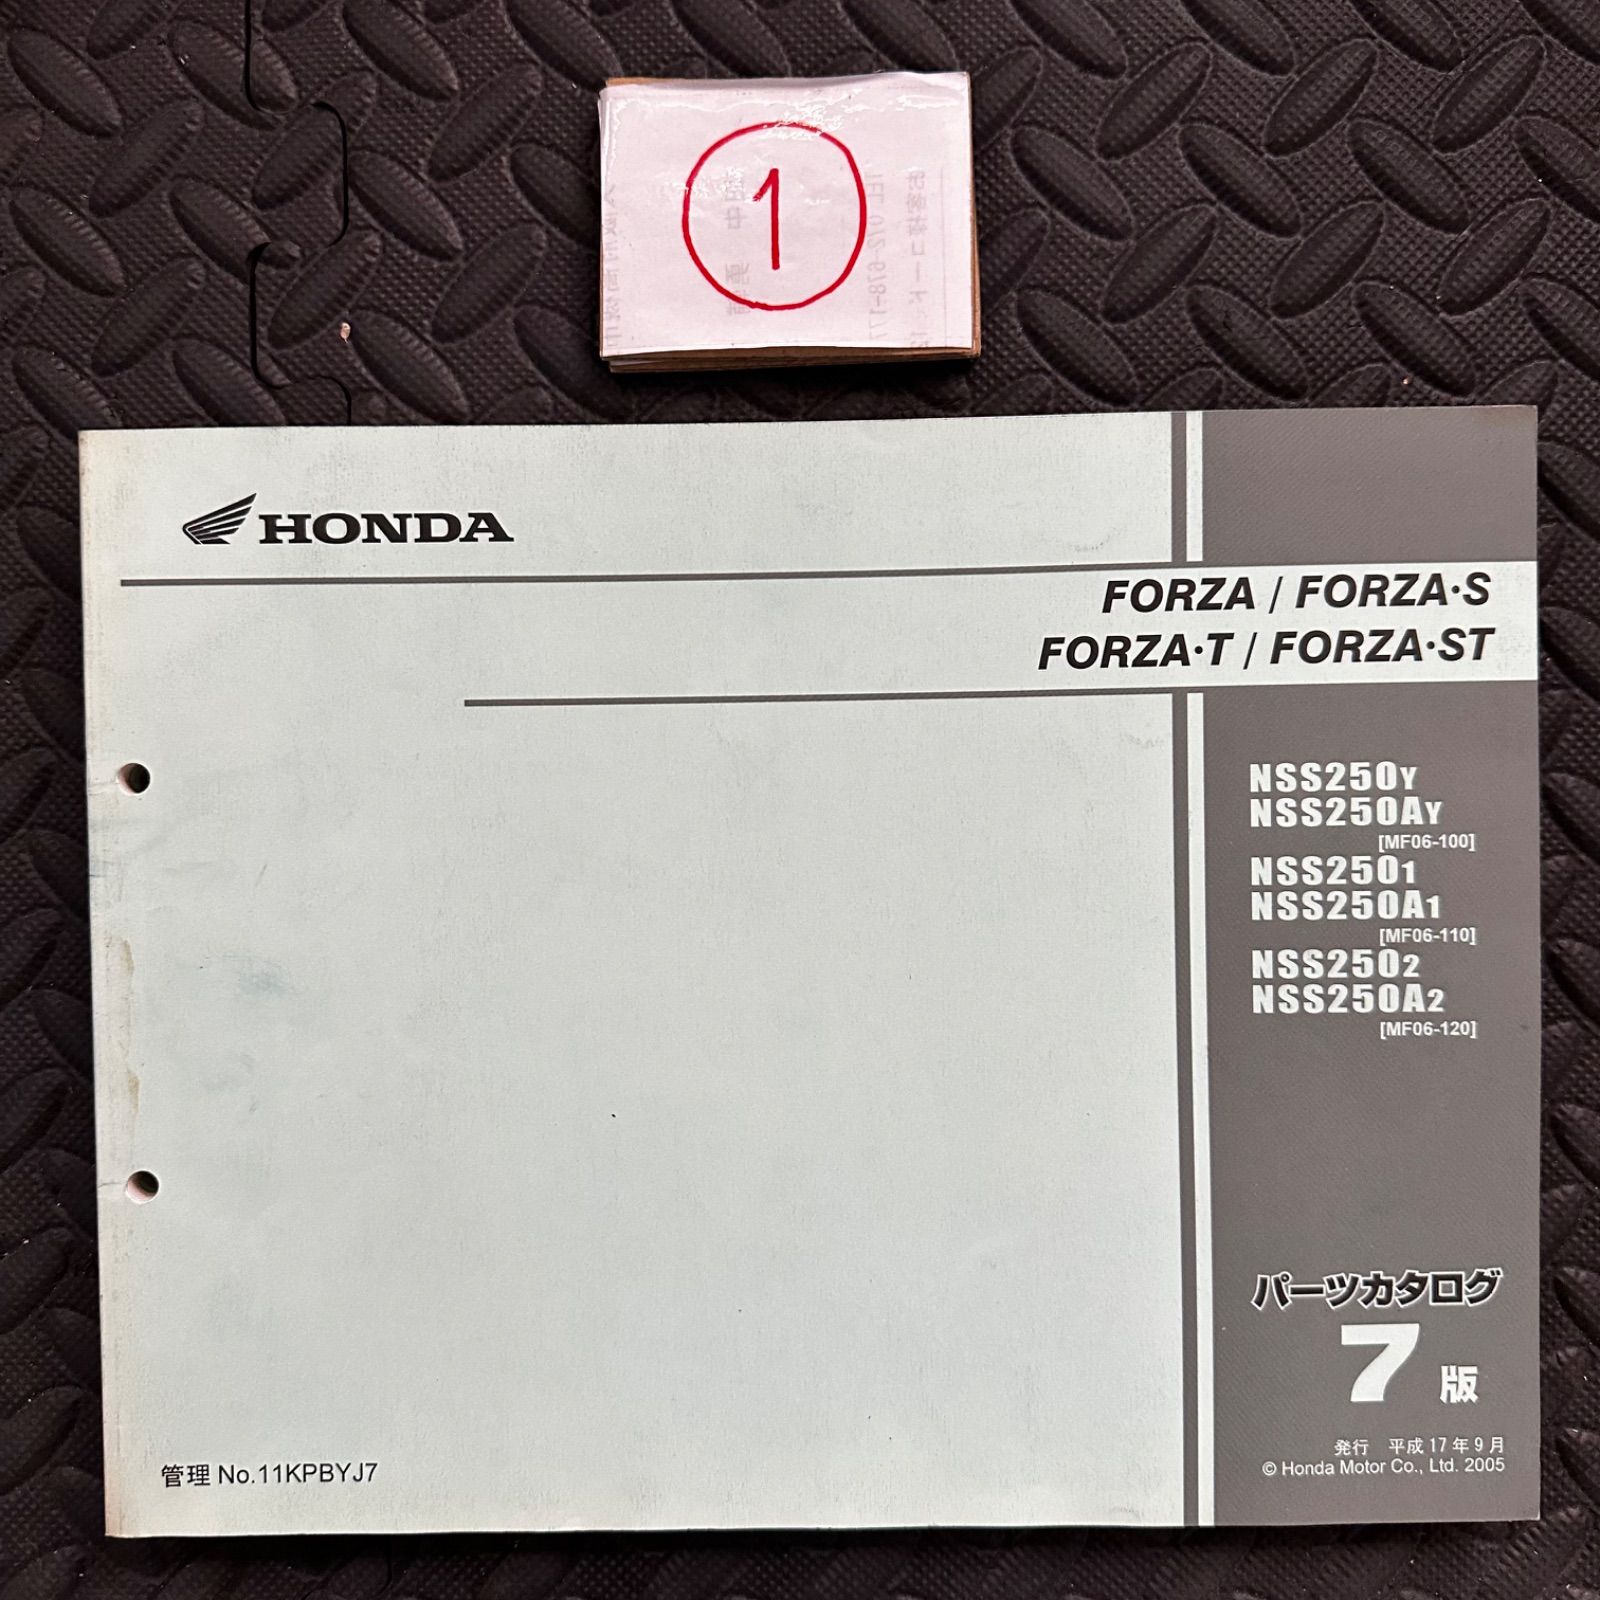 1
HONDA
FORZA / FORZA·S
FORZA·T / FORZA·ST
NSS250Y
NSS250AY
[MF06-100]
NSS2501
NSS250A1
[MF06-110]
NSS2502
NSS250A2
[MF06-120]
パーツカタログ
7版
発行 平成17年9月
© Honda Motor Co., Ltd. 2005
管理 No.11KPBYJ7